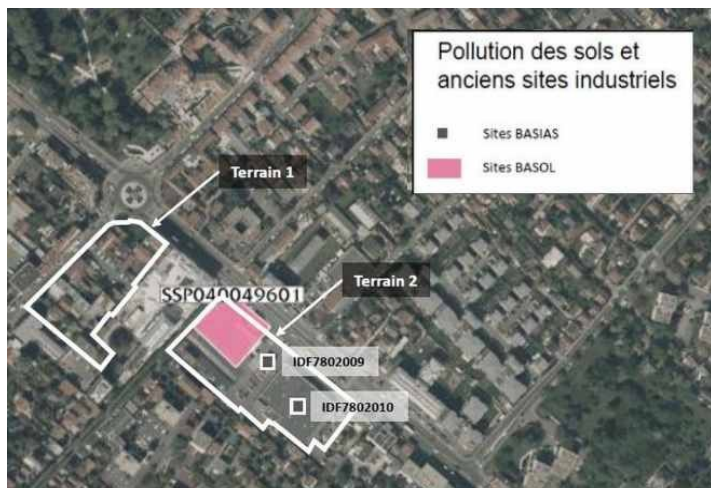 Pollution des sols et
anciens sites industriels
Sites BASIAS
Sites BASOL
Terrain 1
SSP040049601
Terrain 2
IDF7802009
IDF7802010